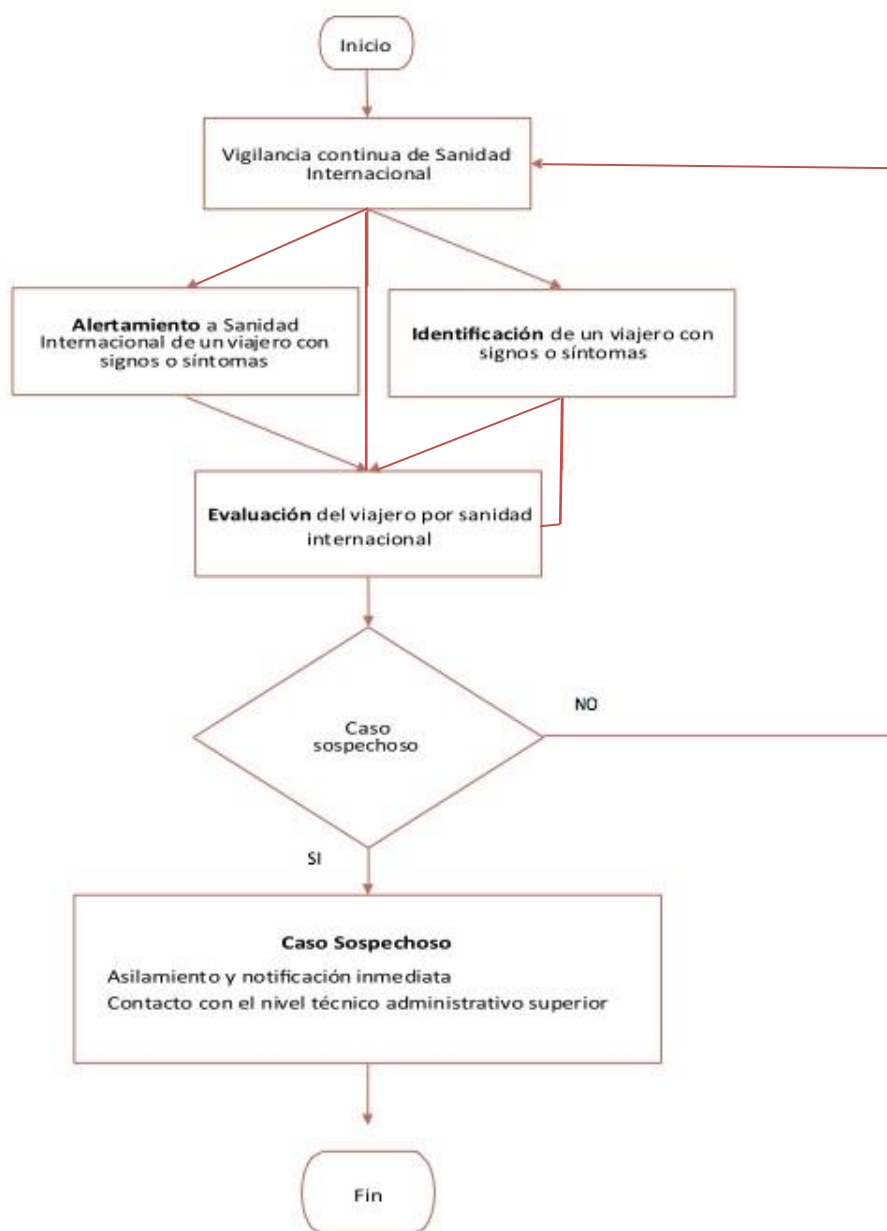 Inicio
Vigilancia continua de Sanidad
Internacional
Alertamiento a Sanidad
Internacional de un viajero con
signos o síntomas
Identificación de un viajero con
signos o síntomas
Evaluación del viajero por sanidad
internacional
Caso
sospechoso
NO
SI
Caso Sospechoso
Asilamiento y notificación inmediata
Contacto con el nivel técnico administrativo superior
Fin